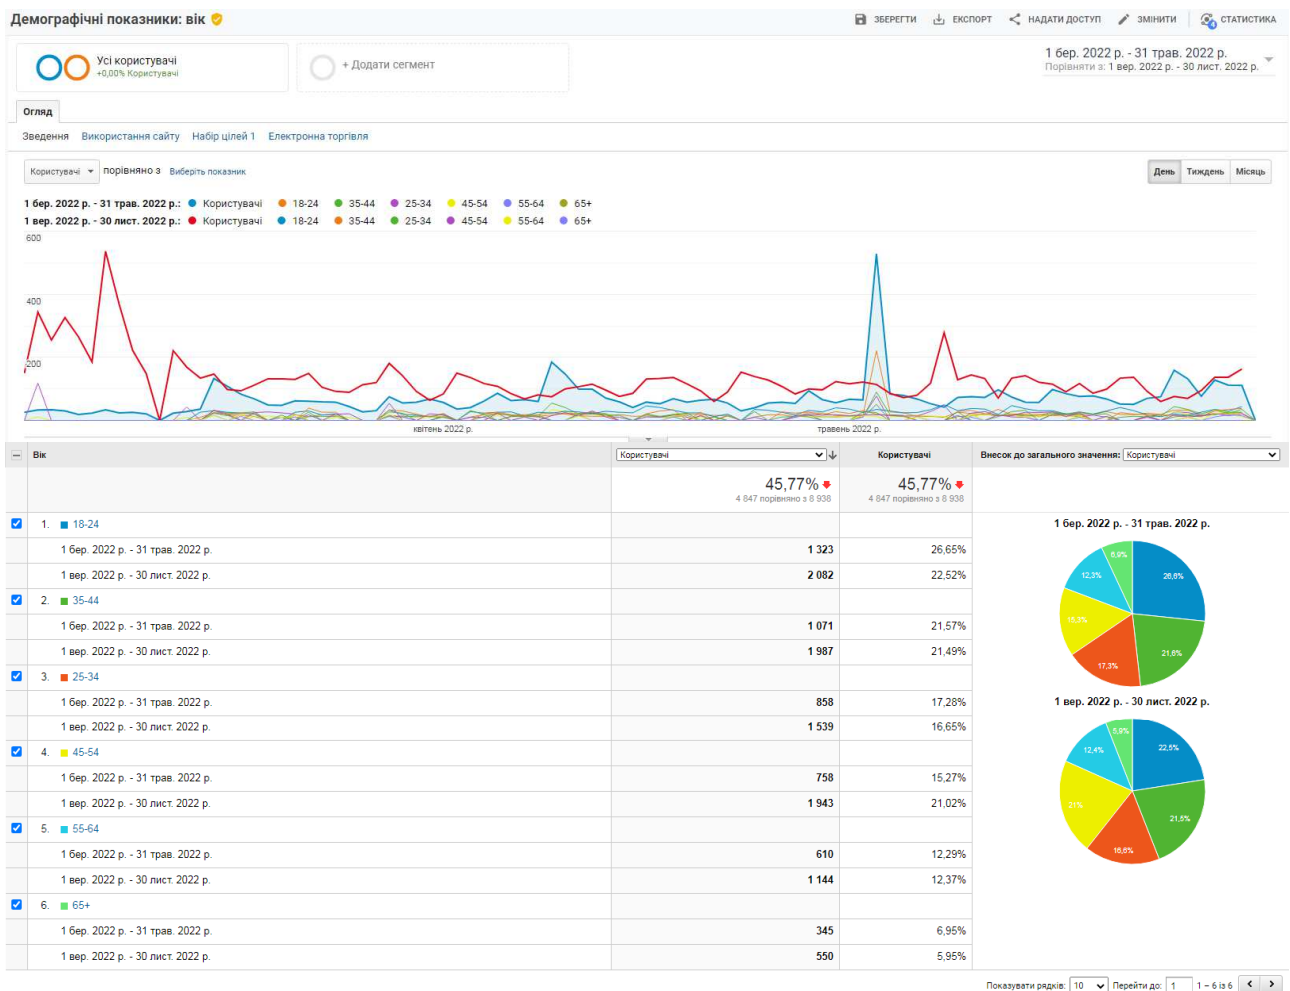 Демографічні показники: вік
ЗБЕРЕГТИ ЕКСПОРТ НАДАТИ ДОСТУП ЗМІНИТИ 4 СТАТИСТИКА
Усі користувачі
+0,00% Користувачі
+ Додати сегмент
1 бер. 2022 р. - 31 трав. 2022 р.
Порівняти з: 1 вер. 2022 р. - 30 лист. 2022 р.
Огляд
Зведення Використання сайту Набір цілей 1 Електронна торгівля
Користувачі порівняно з Виберіть показник
День Тиждень Місяць
1 бер. 2022 р. - 31 трав. 2022 р.: Користувачі 18-24 35-44 25-34 45-54 55-64 65+
1 вер. 2022 р. - 30 лист. 2022 р.: Користувачі 18-24 35-44 25-34 45-54 55-64 65+
600
400
200
квітень 2022 р. травень 2022 р.
Вік Користувачі Користувачі Внесок до загального значення: Користувачі
45,77% 45,77%
4 847 порівняно з 8 938 4 847 порівняно з 8 938
1. 18-24
1 бер. 2022 р. - 31 трав. 2022 р. 1 323 26,65%
1 вер. 2022 р. - 30 лист. 2022 р. 2 082 22,52%
2. 35-44
1 бер. 2022 р. - 31 трав. 2022 р. 1 071 21,57%
1 вер. 2022 р. - 30 лист. 2022 р. 1 987 21,49%
3. 25-34
1 бер. 2022 р. - 31 трав. 2022 р. 858 17,28%
1 вер. 2022 р. - 30 лист. 2022 р. 1 539 16,65%
4. 45-54
1 бер. 2022 р. - 31 трав. 2022 р. 758 15,27%
1 вер. 2022 р. - 30 лист. 2022 р. 1 943 21,02%
5. 55-64
1 бер. 2022 р. - 31 трав. 2022 р. 610 12,29%
1 вер. 2022 р. - 30 лист. 2022 р. 1 144 12,37%
6. 65+
1 бер. 2022 р. - 31 трав. 2022 р. 345 6,95%
1 вер. 2022 р. - 30 лист. 2022 р. 550 5,95%
1 бер. 2022 р. - 31 трав. 2022 р.
6,9%
12,3% 26,6%
15,3%
21,6%
17,3%
1 вер. 2022 р. - 30 лист. 2022 р.
5,9%
12,4% 22,5%
21%
21,5%
16,6%
Показувати рядків: 10 Перейти до: 1 1 – 6 із 6